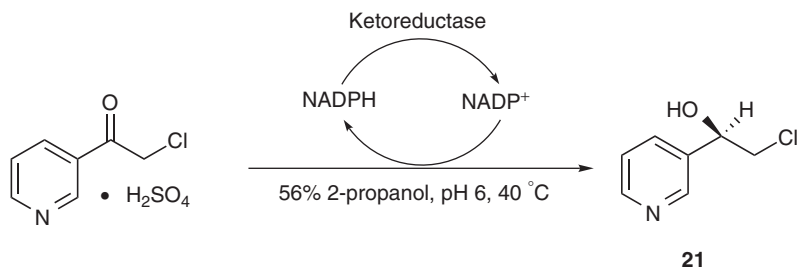 Ketoreductase
NADPH NADP⁺
O
Cl
N
• H₂SO₄
56% 2-propanol, pH 6, 40 °C
HO H
Cl
N
21